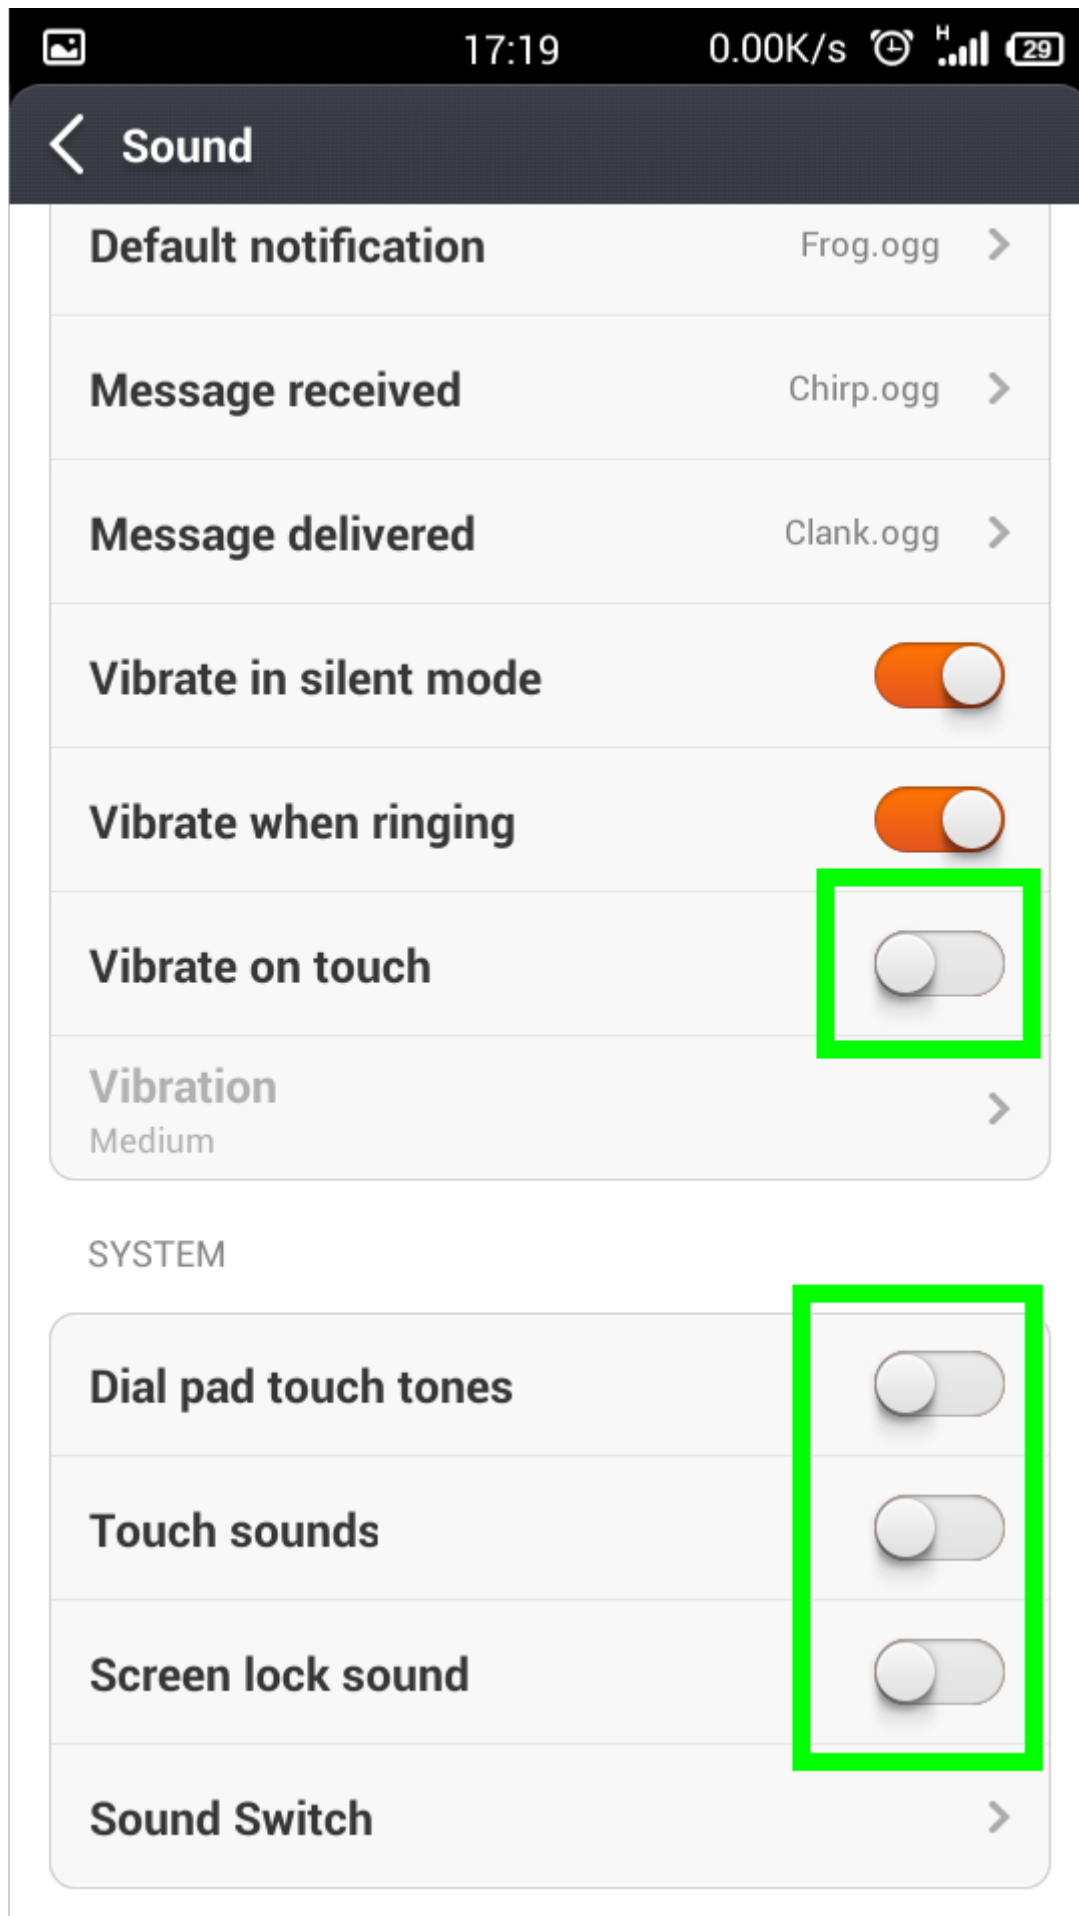 17:19 0.00K/s H 29
Sound
Default notification Frog.ogg
Message received Chirp.ogg
Message delivered Clank.ogg
Vibrate in silent mode
Vibrate when ringing
Vibrate on touch
Vibration
Medium
SYSTEM
Dial pad touch tones
Touch sounds
Screen lock sound
Sound Switch